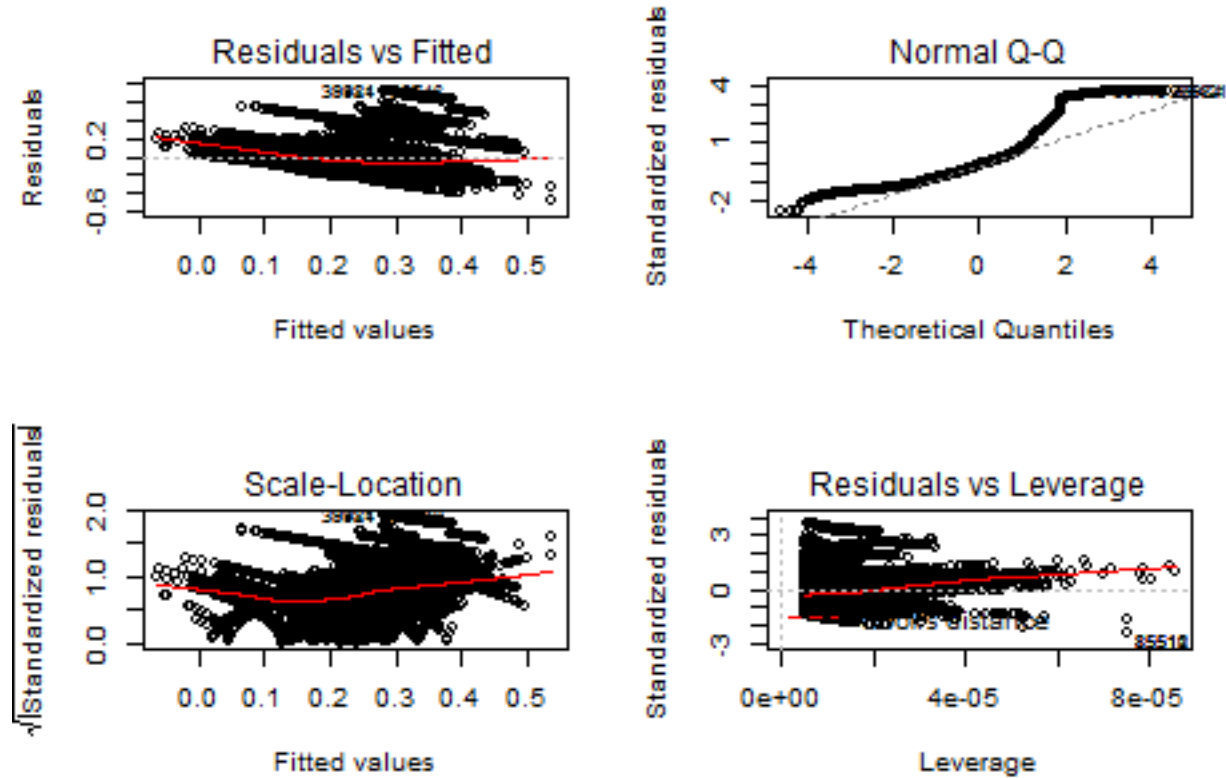 Residuals vs Fitted
Residuals
0.2
-0.6
0.0 0.1 0.2 0.3 0.4 0.5
Fitted values
Normal Q-Q
Standardized residuals
4
1
-2
-4 -2 0 2 4
Theoretical Quantiles
Scale-Location
√|Standardized residuals|
2.0
1.0
0.0
0.0 0.1 0.2 0.3 0.4 0.5
Fitted values
Residuals vs Leverage
Standardized residuals
3
0
-3
distance
0e+00 4e-05 8e-05
Leverage